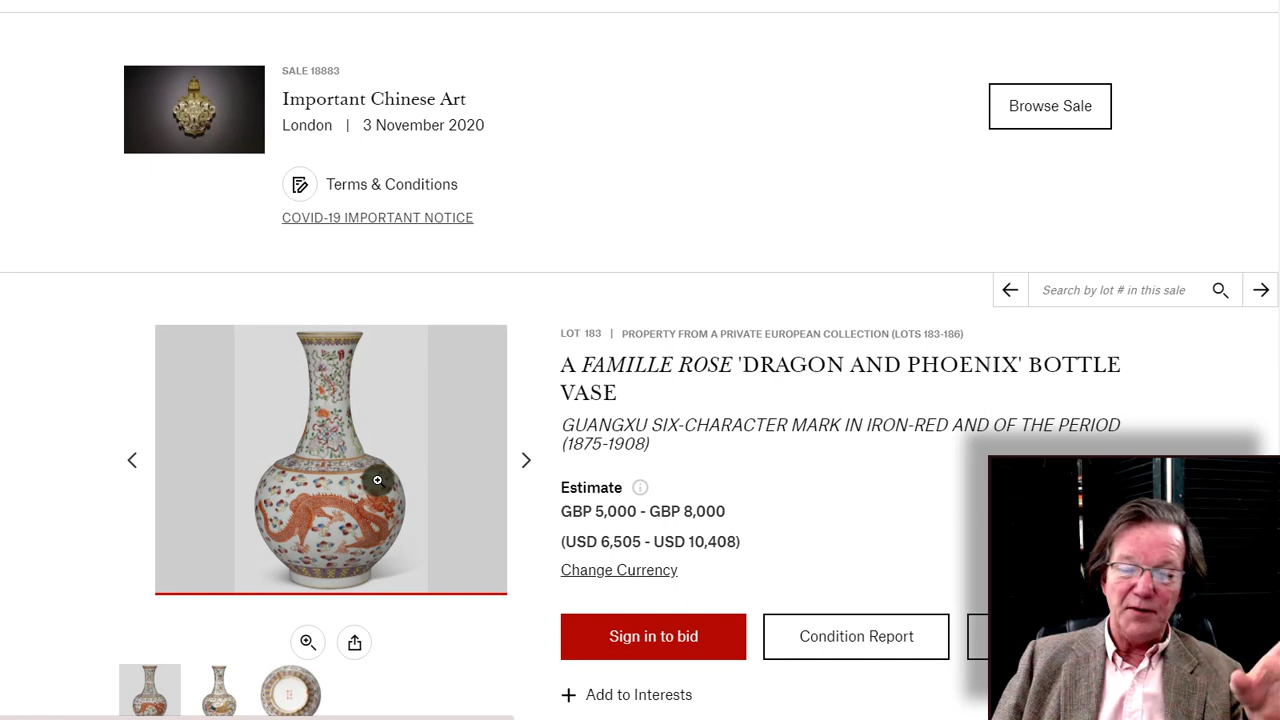 SALE 18883
Important Chinese Art
London | 3 November 2020
Browse Sale
Terms & Conditions
COVID-19 IMPORTANT NOTICE
Search by lot # in this sale
LOT 183 | PROPERTY FROM A PRIVATE EUROPEAN COLLECTION (LOTS 183-186)
A FAMILLE ROSE 'DRAGON AND PHOENIX' BOTTLE
VASE
GUANGXU SIX-CHARACTER MARK IN IRON-RED AND OF THE PERIOD
(1875-1908)
Estimate
GBP 5,000 - GBP 8,000
(USD 6,505 - USD 10,408)
Change Currency
Sign in to bid
Condition Report
+ Add to Interests